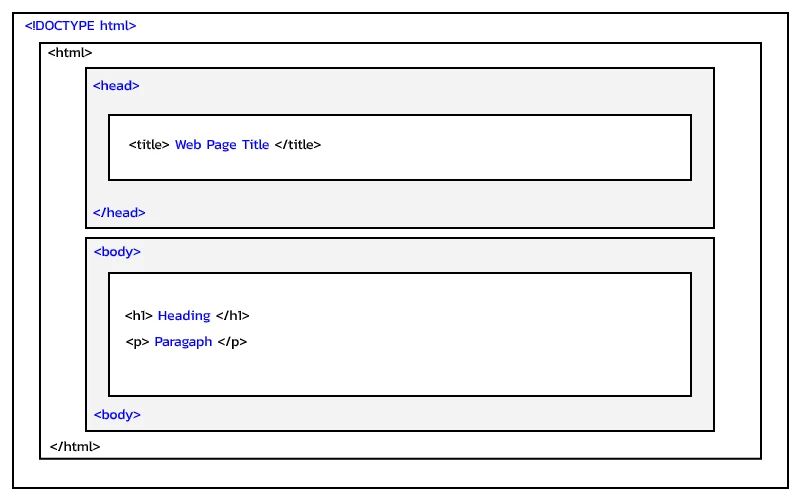 <!DOCTYPE html>
<html>
<head>
<title> Web Page Title </title>
</head>
<body>
<h1> Heading </h1>
<p> Paragaph </p>
<body>
</html>